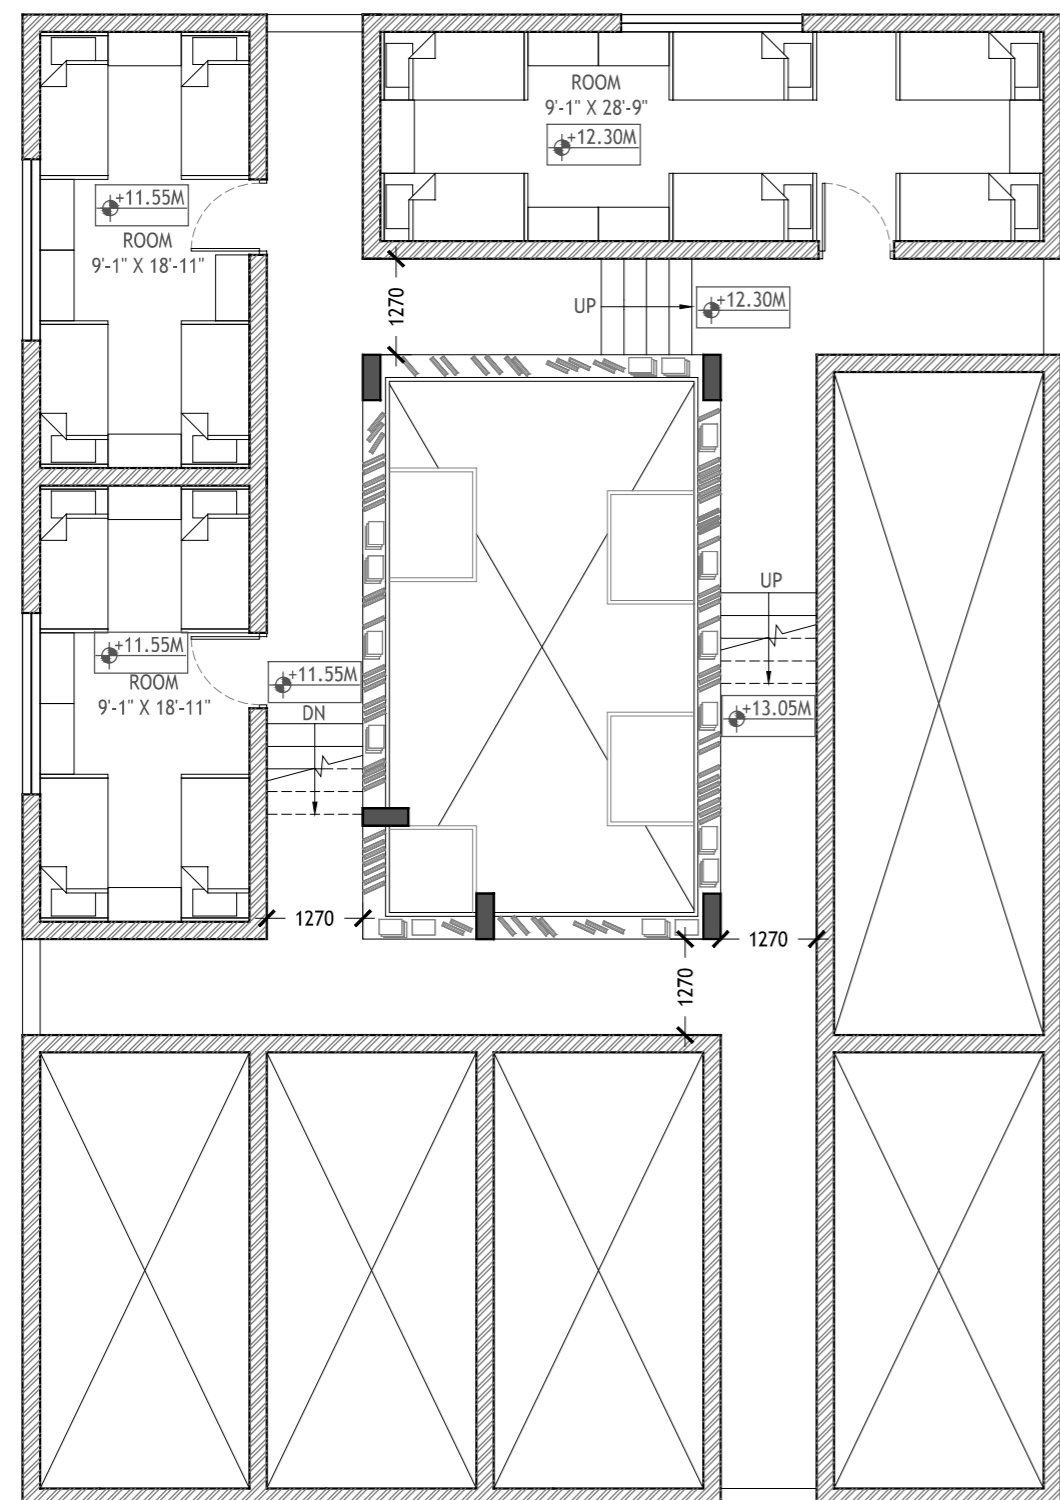 ROOM
9'-1" X 28'-9"
+12.30M
+11.55M
ROOM
9'-1" X 18'-11"
1270
UP
+12.30M
UP
+11.55M
ROOM
9'-1" X 18'-11"
+11.55M
DN
+13.05M
1270
1270
1270